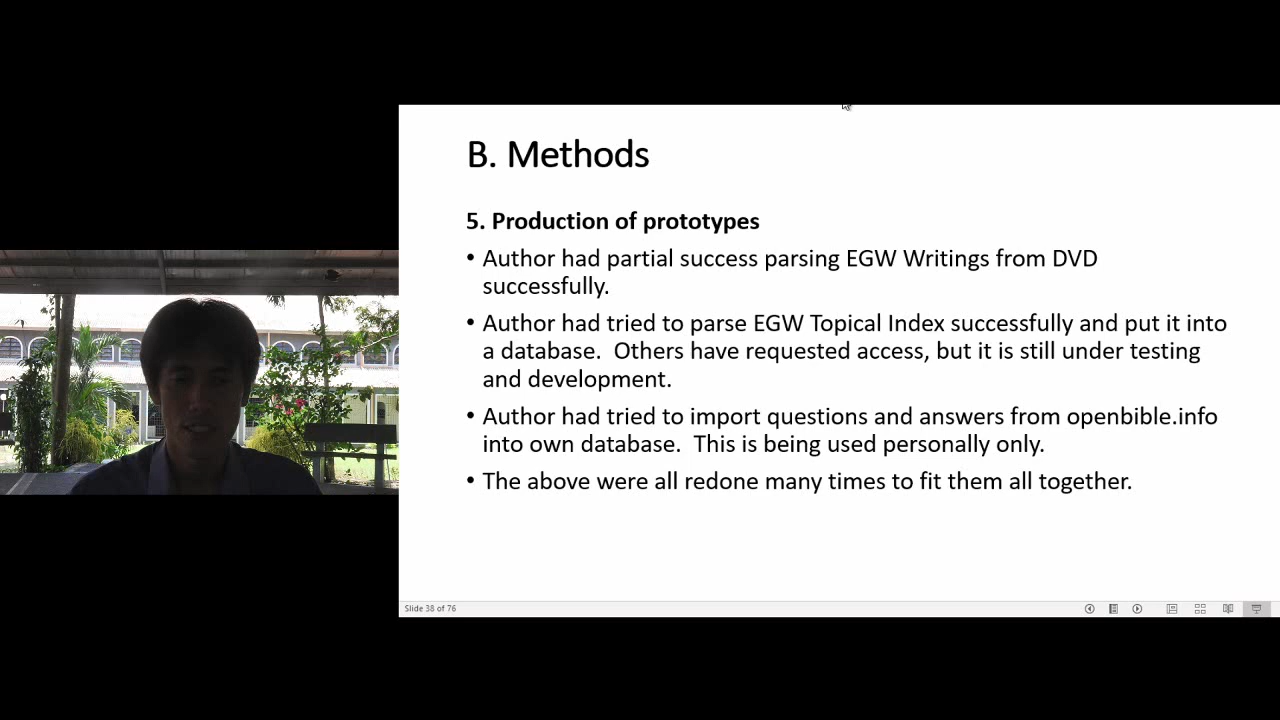 B. Methods
5. Production of prototypes
• Author had partial success parsing EGW Writings from DVD
successfully.
• Author had tried to parse EGW Topical Index successfully and put it into
a database.  Others have requested access, but it is still under testing
and development.
• Author had tried to import questions and answers from openbible.info
into own database.  This is being used personally only.
• The above were all redone many times to fit them all together.
Slide 38 of 76